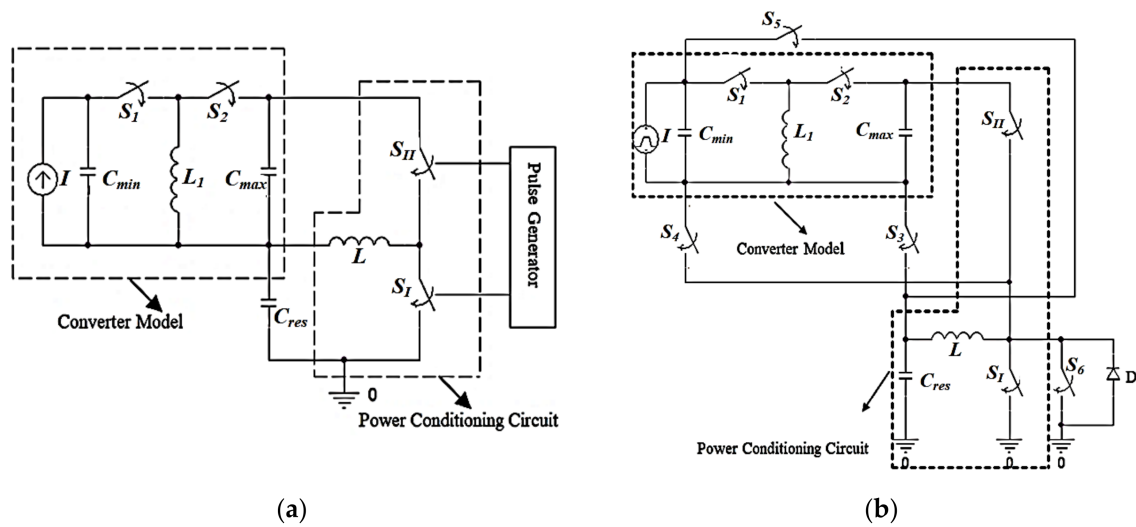 S1
S2
SII
I
Cmin
L1
Cmax
Pulse Generator
L
SI
Cres
Converter Model
0
Power Conditioning Circuit
(a)
S5
S1
S2
SII
I
Cmin
L1
Cmax
S4
S3
Converter Model
L
Cres
SI
S6
D
Power Conditioning Circuit
0
0
0
(b)